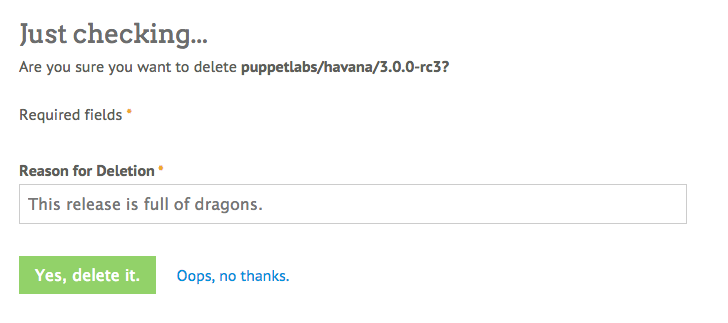 Just checking...
Are you sure you want to delete puppetlabs/havana/3.0.0-rc3?
Required fields *
Reason for Deletion *
This release is full of dragons.
Yes, delete it. Oops, no thanks.